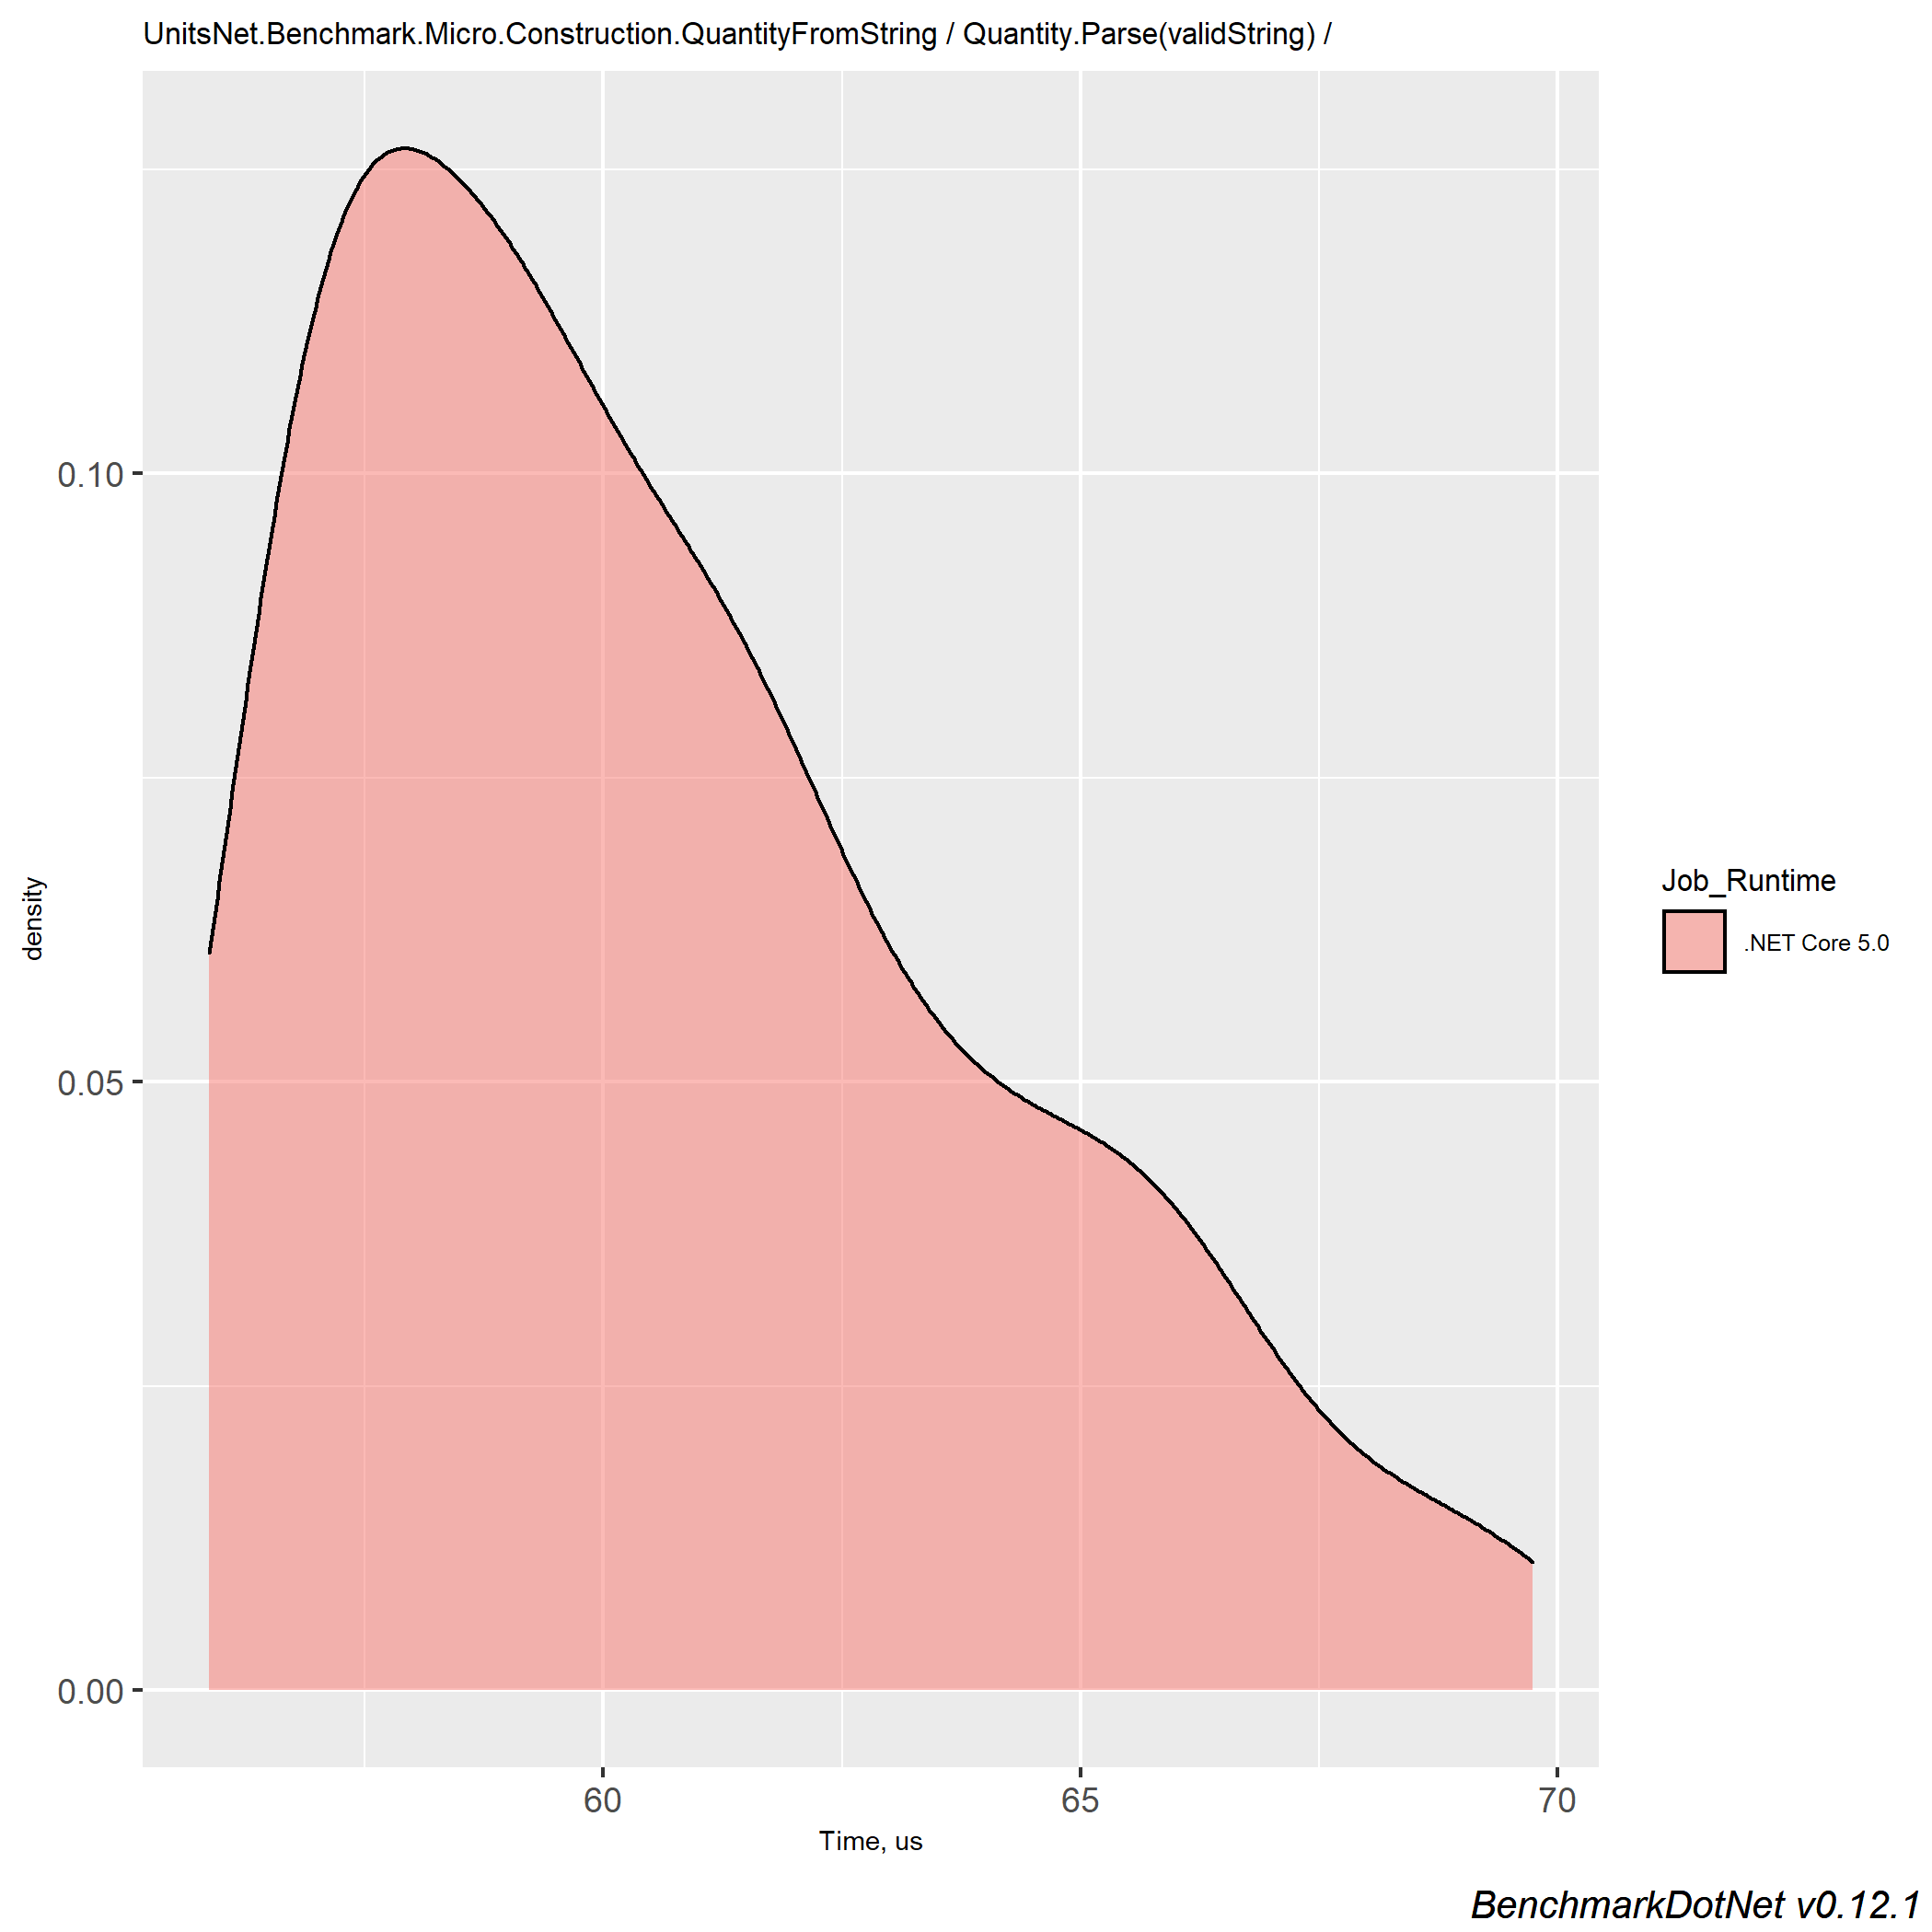 UnitsNet.Benchmark.Micro.Construction.QuantityFromString / Quantity.Parse(validString) /
0.10
0.05
0.00
density
60 65 70
Time, us
Job_Runtime
.NET Core 5.0
BenchmarkDotNet v0.12.1